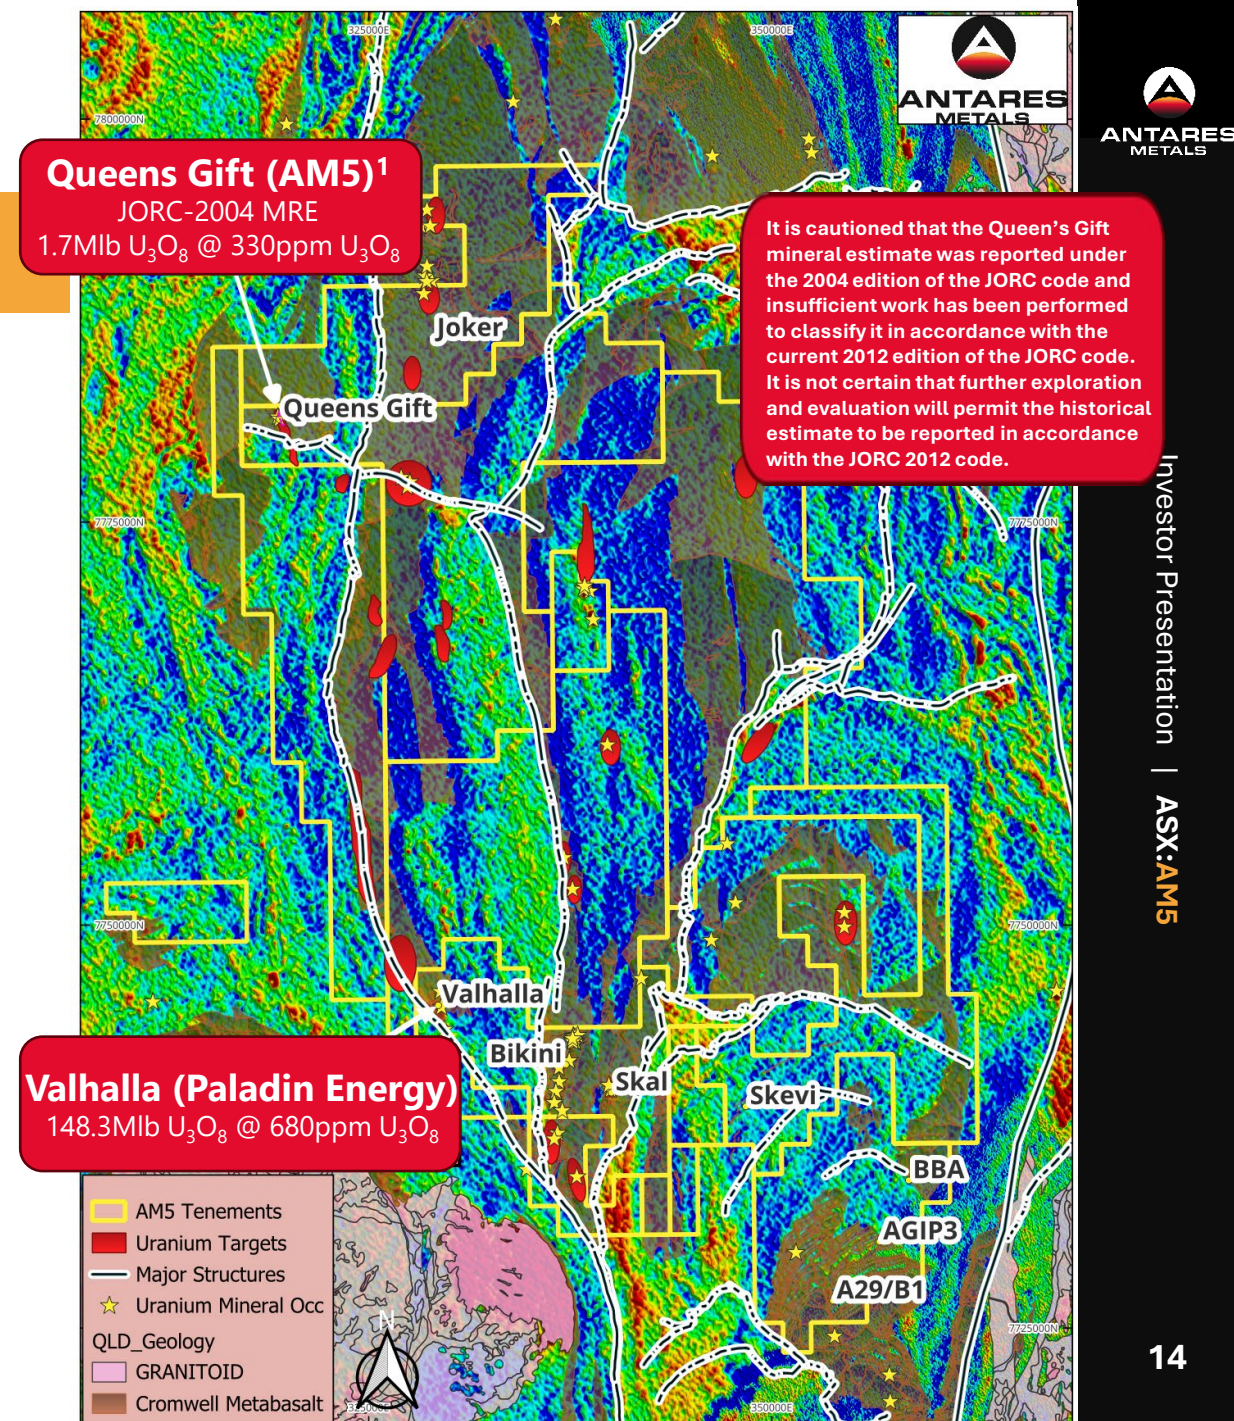 325000E
350000E
ANTARES
METALS
ANTARES
METALS
7800000N
Queens Gift (AM5)¹
JORC-2004 MRE
1.7Mlb U₃O₈ @ 330ppm U₃O₈
It is cautioned that the Queen's Gift
mineral estimate was reported under
the 2004 edition of the JORC code and
insufficient work has been performed
to classify it in accordance with the
current 2012 edition of the JORC code.
It is not certain that further exploration
and evaluation will permit the historical
estimate to be reported in accordance
with the JORC 2012 code.
Joker
Queens Gift
7775000N
7775000N
Investor Presentation | ASX:AM5
7750000N
7750000N
Valhalla
Bikini
Skal
Skevi
Valhalla (Paladin Energy)
148.3Mlb U₃O₈ @ 680ppm U₃O₈
BBA
AGIP3
A29/B1
AM5 Tenements
Uranium Targets
Major Structures
Uranium Mineral Occ
QLD_Geology
GRANITOID
Cromwell Metabasalt
N
7725000N
325000E
350000E
14